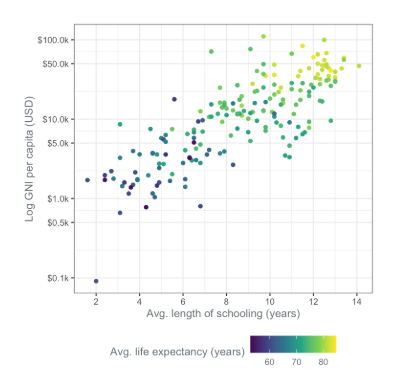 $100.0k
$50.0k
$10.0k
$5.0k
$1.0k
$0.5k
$0.1k
Log GNI per capita (USD)
2 4 6 8 10 12 14
Avg. length of schooling (years)
Avg. life expectancy (years)
60 70 80